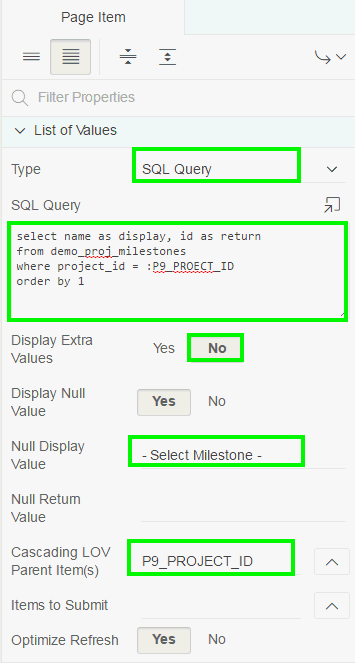 Page Item
Filter Properties
List of Values
Type
SQL Query
SQL Query
select name as display, id as return
from demo_proj_milestones
where project_id = :P9_PROECT_ID
order by 1
Display Extra
Values
Yes
No
Display Null
Value
Yes
No
Null Display
Value
- Select Milestone -
Null Return
Value
Cascading LOV
Parent Item(s)
P9_PROJECT_ID
Items to Submit
Optimize Refresh
Yes
No